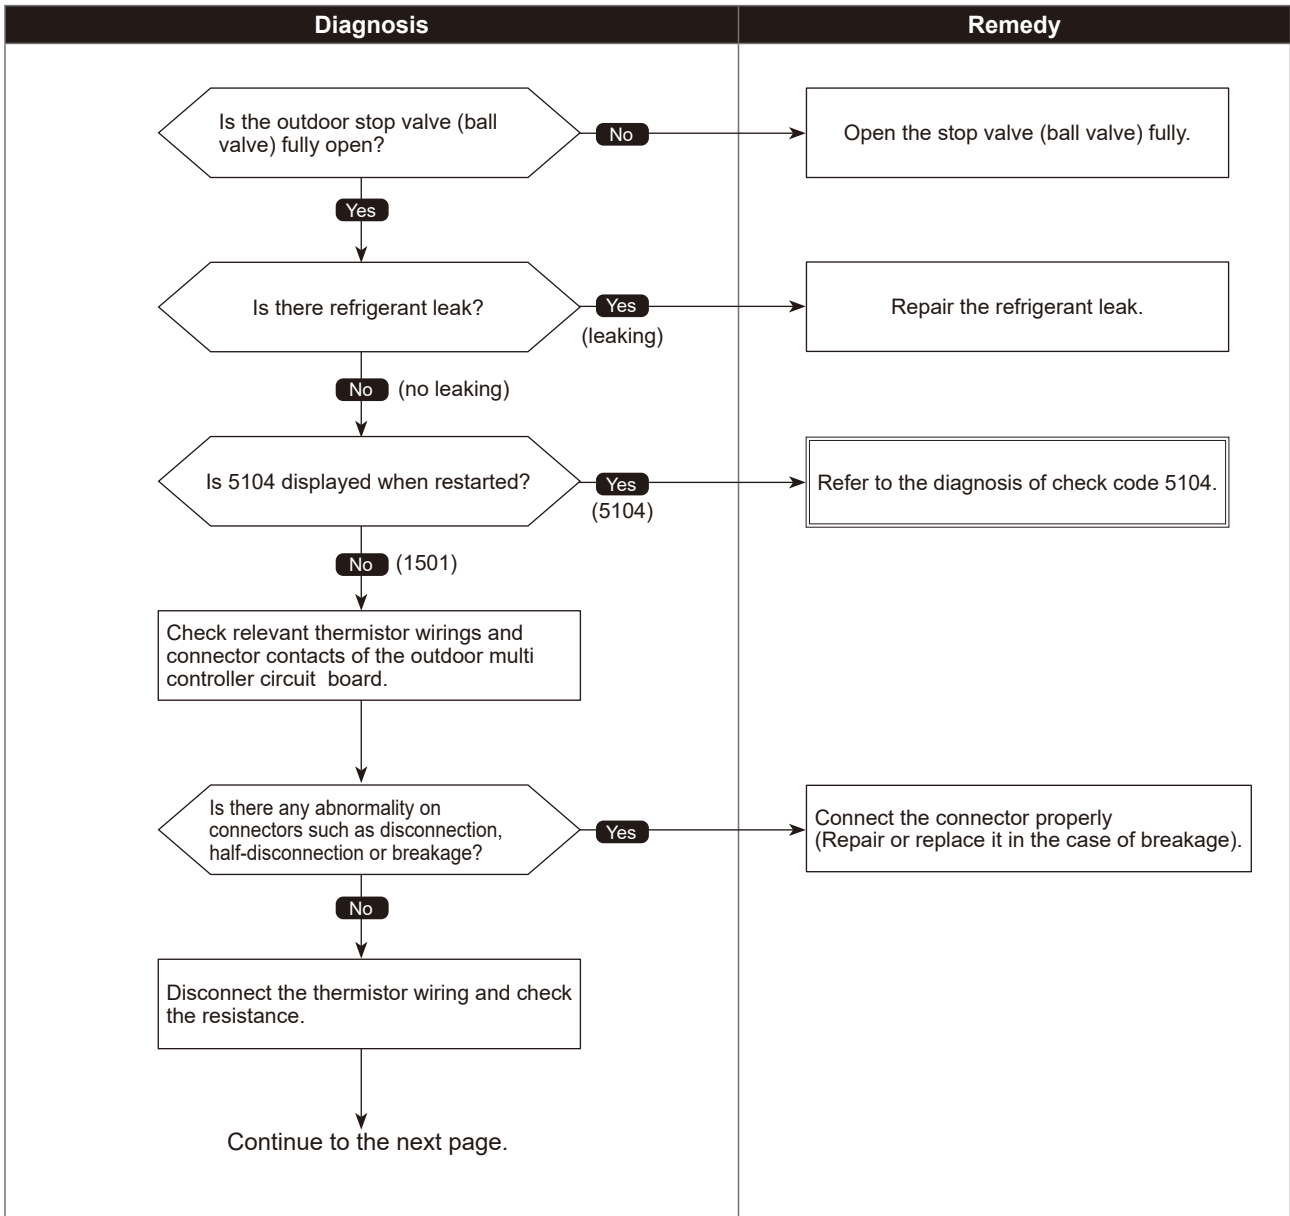 Diagnosis
Remedy
Is the outdoor stop valve (ball
valve) fully open?
No
Open the stop valve (ball valve) fully.
Yes
Is there refrigerant leak?
Yes
(leaking)
Repair the refrigerant leak.
No (no leaking)
Is 5104 displayed when restarted?
Yes
(5104)
Refer to the diagnosis of check code 5104.
No (1501)
Check relevant thermistor wirings and
connector contacts of the outdoor multi
controller circuit board.
Is there any abnormality on
connectors such as disconnection,
half-disconnection or breakage?
Yes
Connect the connector properly
(Repair or replace it in the case of breakage).
No
Disconnect the thermistor wiring and check
the resistance.
Continue to the next page.